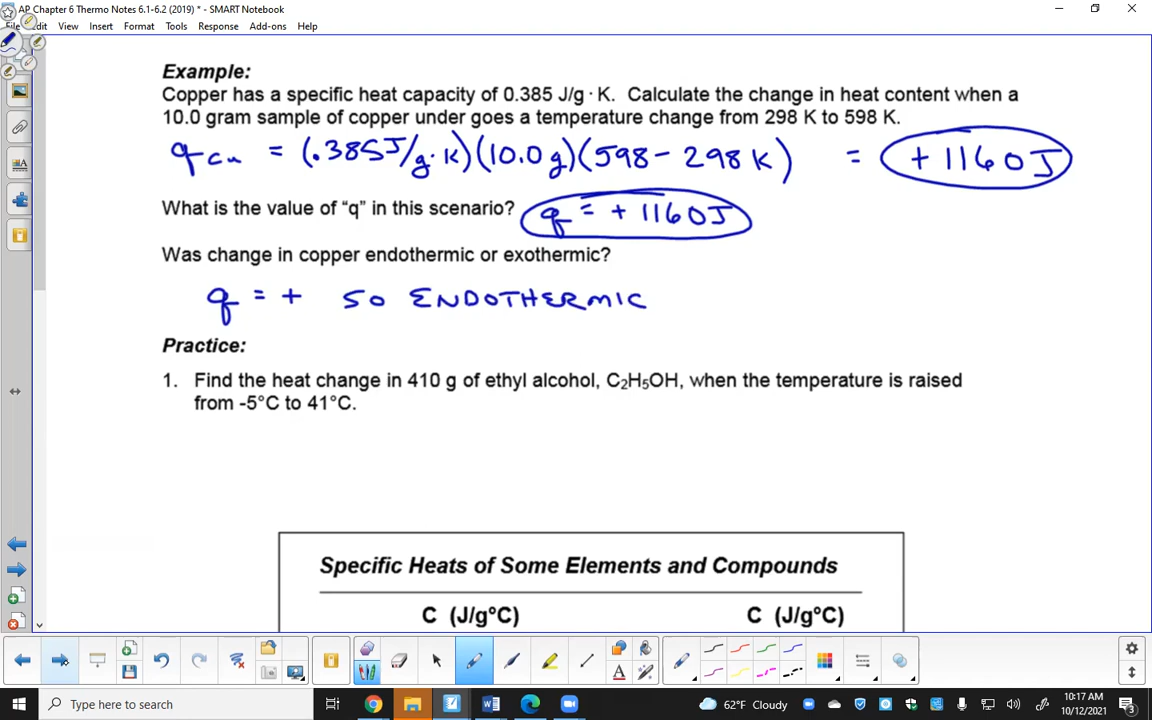 AP Chapter 6 Thermo Notes 6.1-6.2 (2019) * - SMART Notebook
File Edit View Insert Format Tools Response Add-ons Help
Example:
Copper has a specific heat capacity of 0.385 J/g · K. Calculate the change in heat content when a
10.0 gram sample of copper under goes a temperature change from 298 K to 598 K.
q Cu = (.385J/g·K)(10.0g)(598-298K) = +1160J
What is the value of "q" in this scenario? q = +1160J
Was change in copper endothermic or exothermic?
q = + SO ENDOTHERMIC
Practice:
1. Find the heat change in 410 g of ethyl alcohol, C₂H₅OH, when the temperature is raised
from -5°C to 41°C.
Specific Heats of Some Elements and Compounds
C (J/g°C) C (J/g°C)
Type here to search
62°F Cloudy
10:17 AM
10/12/2021
3